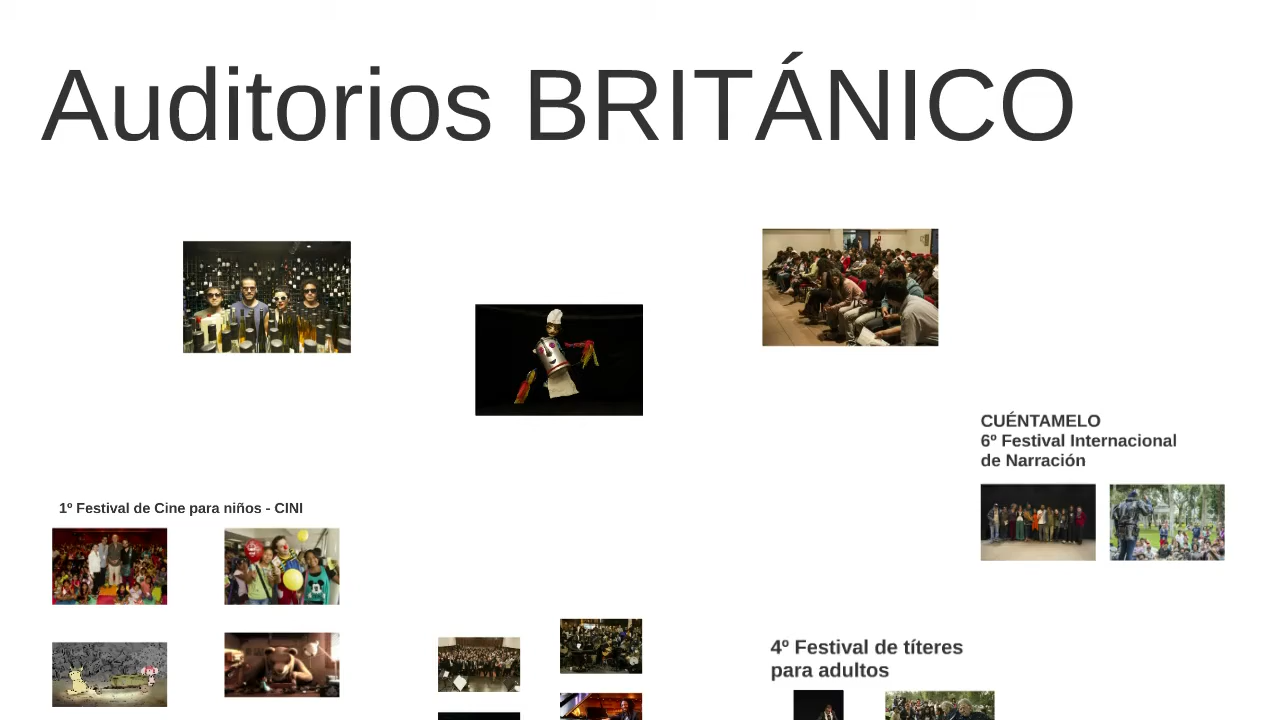 Auditorios BRITÁNICO
CUÉNTAMELO
6º Festival Internacional
de Narración
1º Festival de Cine para niños - CINI
4º Festival de títeres
para adultos